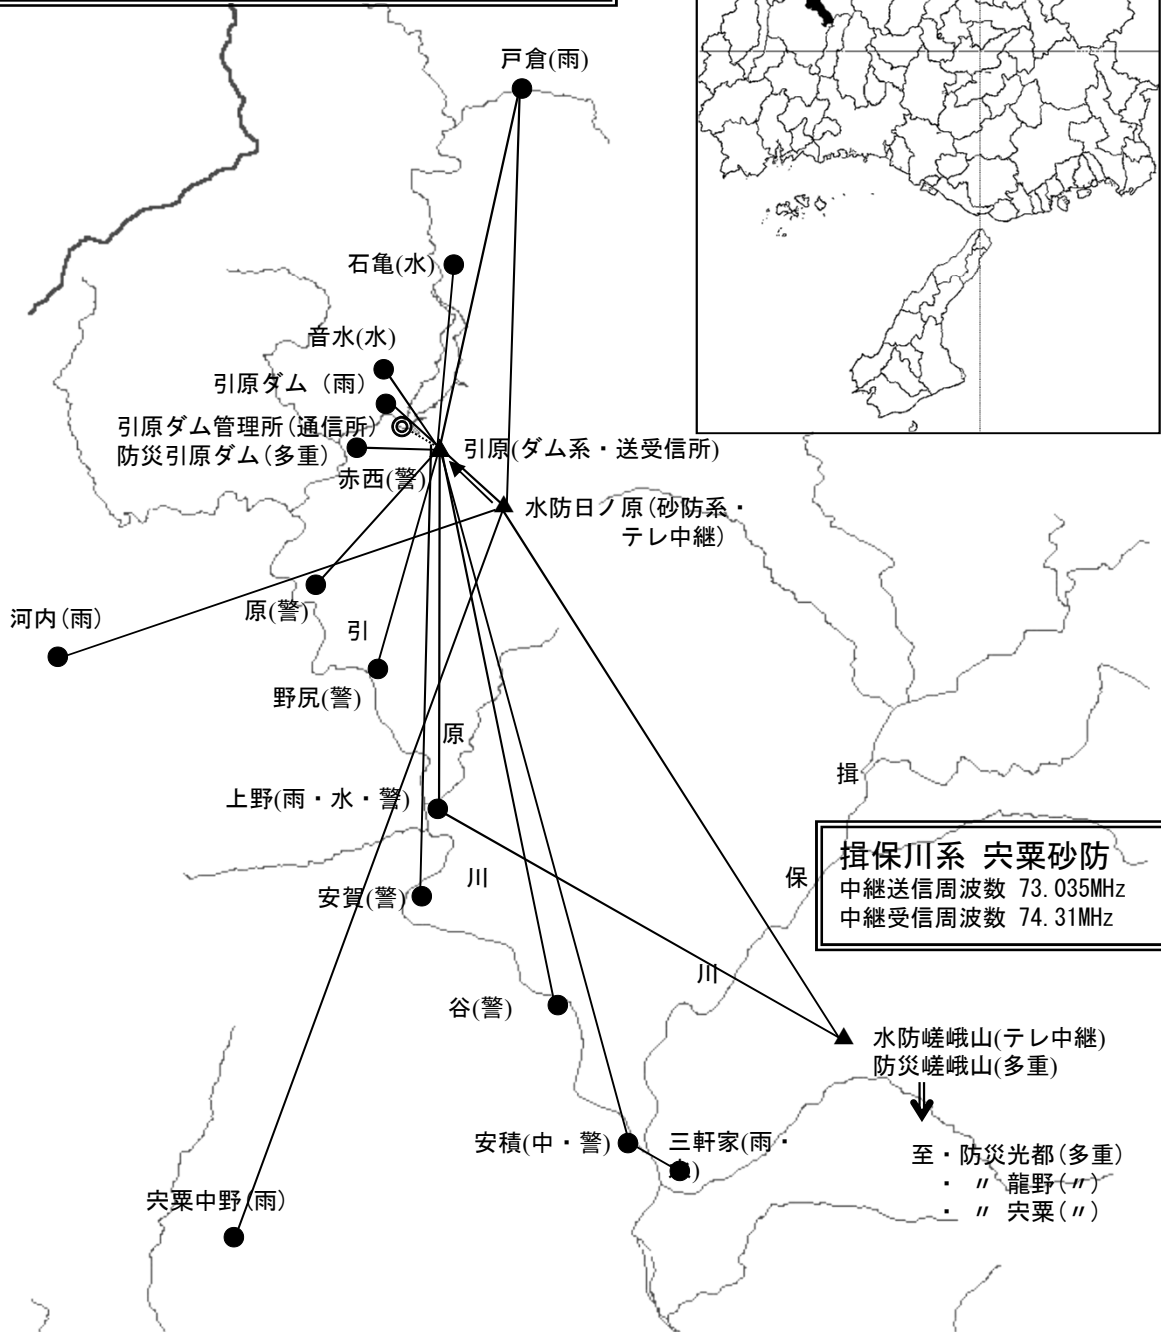 戸倉(雨)
石亀(水)
音水(水)
引原ダム（雨）
引原ダム管理所(通信所)
防災引原ダム(多重)
赤西(警)
引原(ダム系・送受信所)
水防日ノ原(砂防系・
テレ中継)
原(警)
河内(雨)
引
野尻(警)
原
揖
上野(雨・水・警)
揖保川系 宍粟砂防
中継送信周波数 73.035MHz
中継受信周波数 74.31MHz
保
川
安賀(警)
川
谷(警)
水防嵯峨山(テレ中継)
防災嵯峨山(多重)
安積(中・警)
三軒家(雨・
)
至・防災光都(多重)
・ 〃 龍野(〃)
・ 〃 宍粟(〃)
宍粟中野(雨)